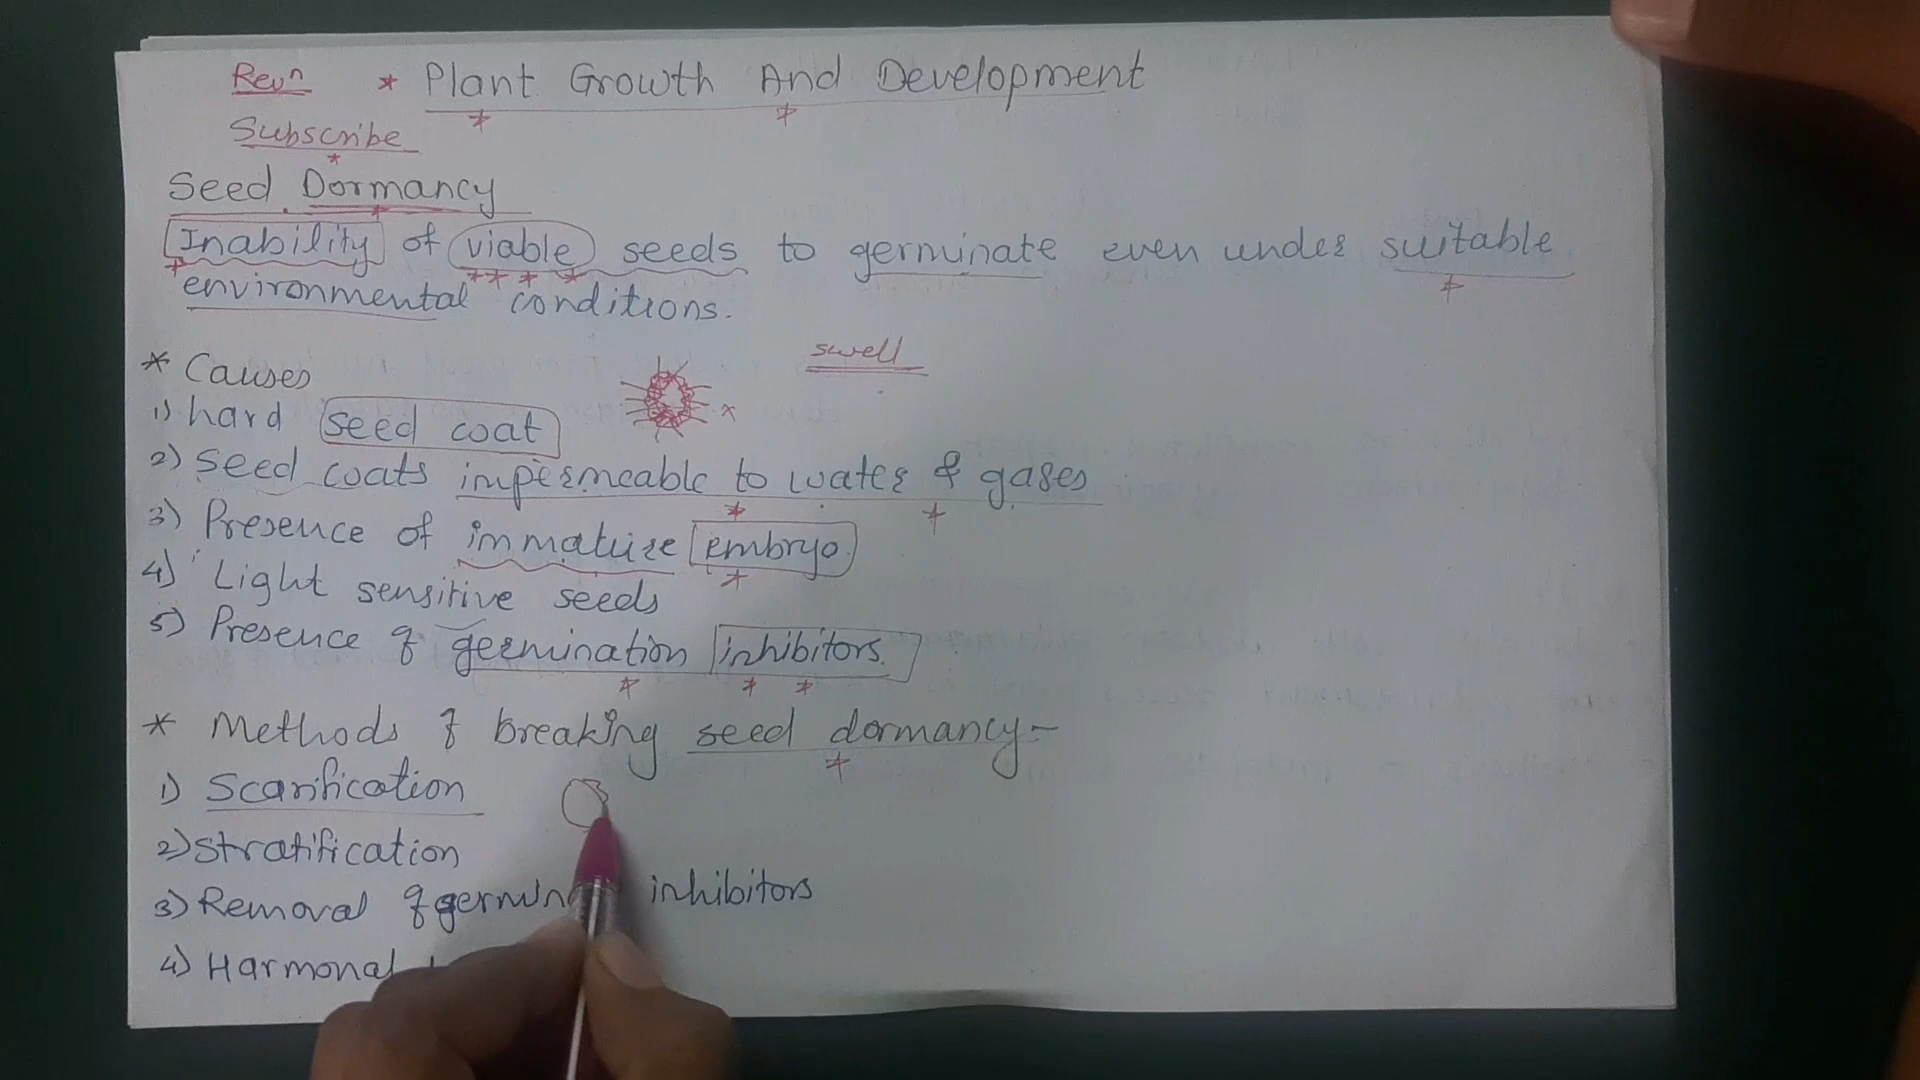 Revn * Plant Growth And Development
Subscribe
Seed Dormancy
Inability of viable seeds to germinate even under suitable
environmental conditions.
swell
* Causes
1) hard seed coat
2) seed coats impermeable to water & gases
3) Presence of immature embryo
4) Light sensitive seeds
5) Presence of germination inhibitors.
* Methods of breaking seed dormancy-
1) Scarification
2) stratification
3) Removal of inhibitors
4) Harmonal